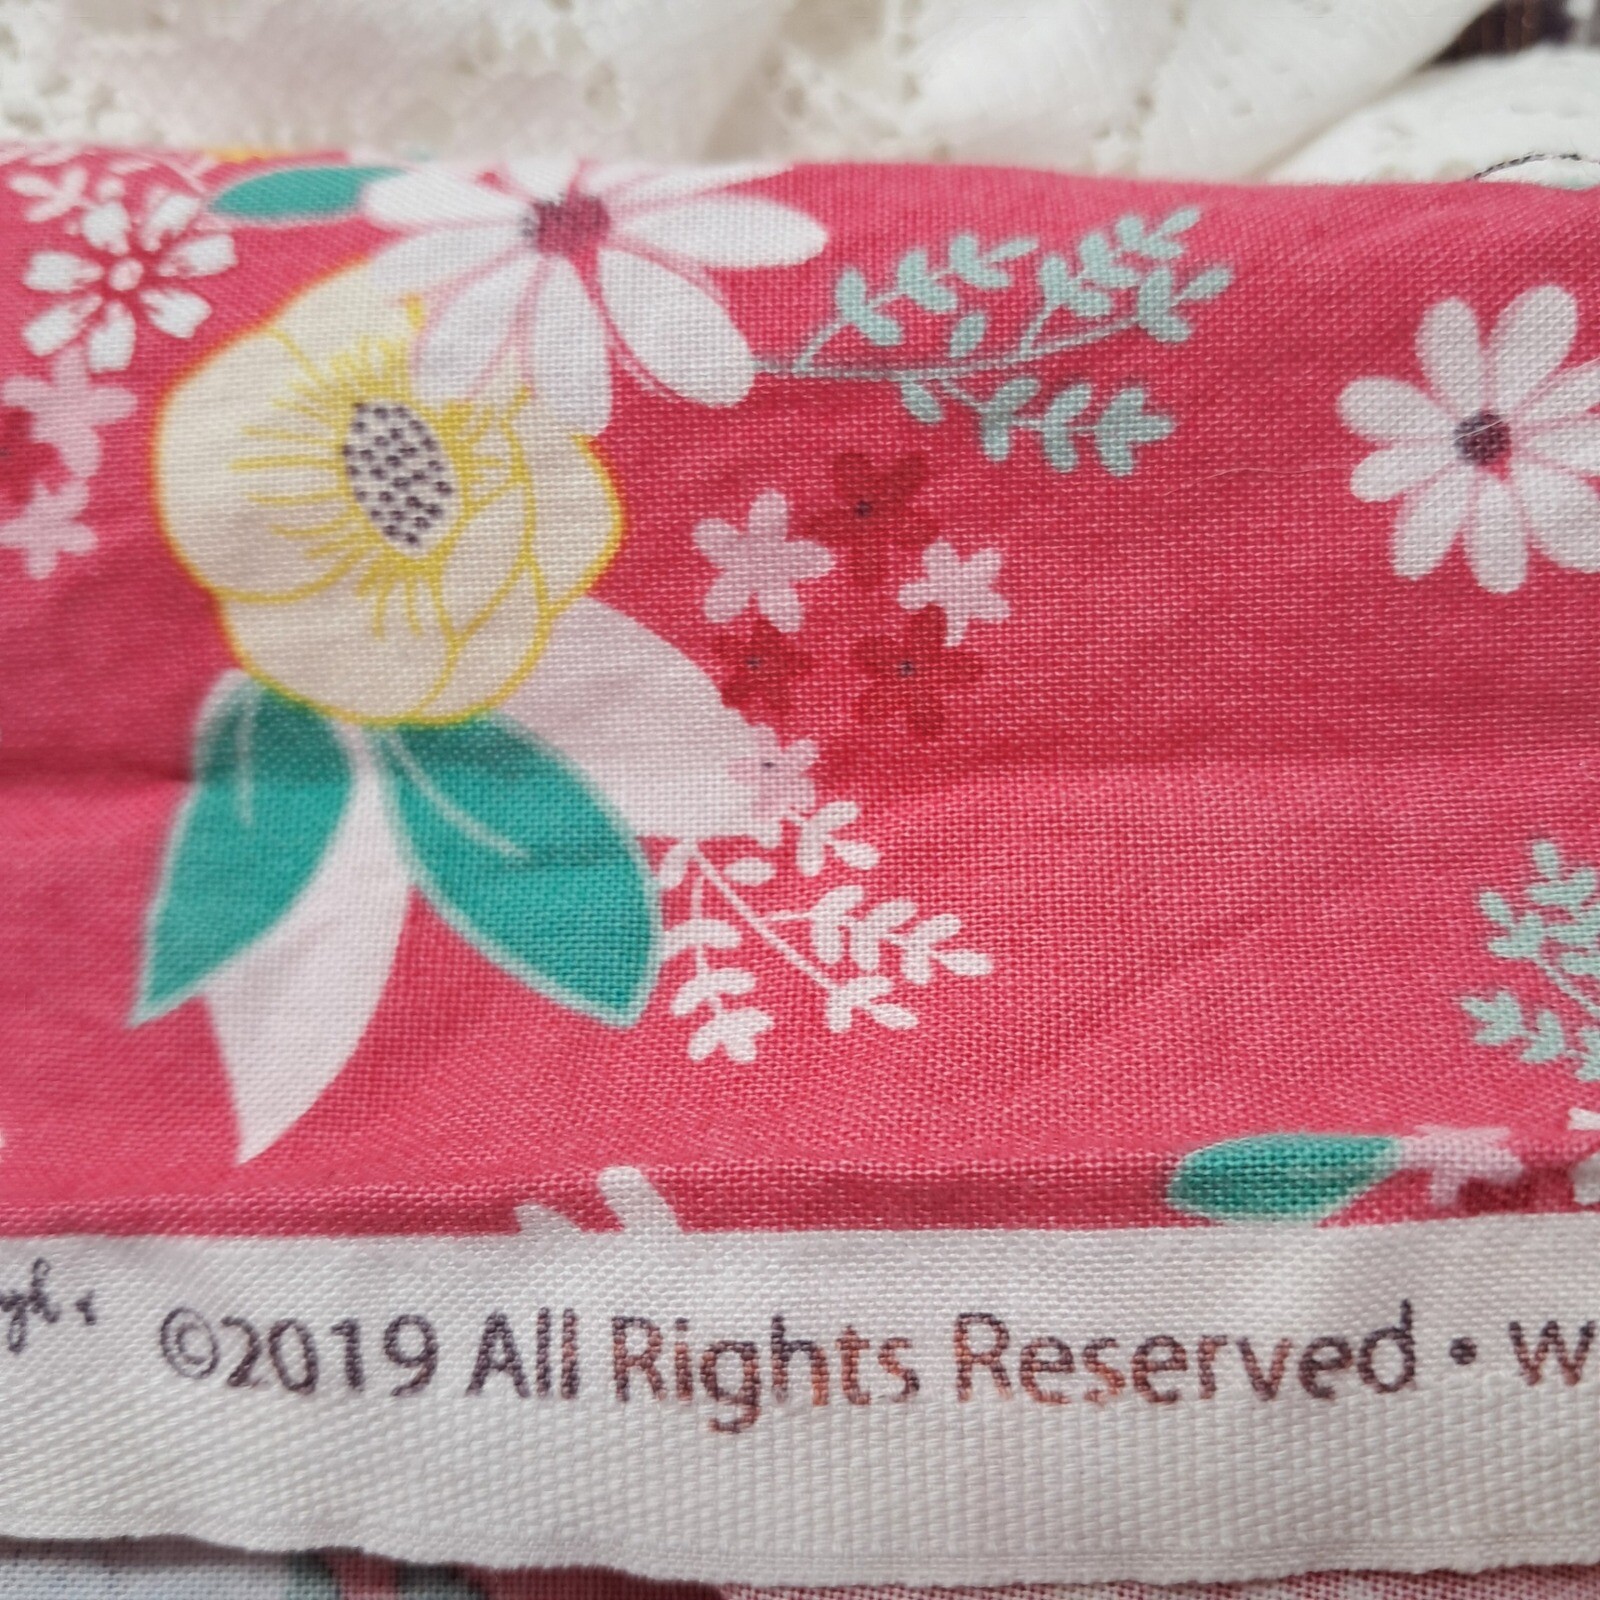 ©2019 All Rights Reserved • W